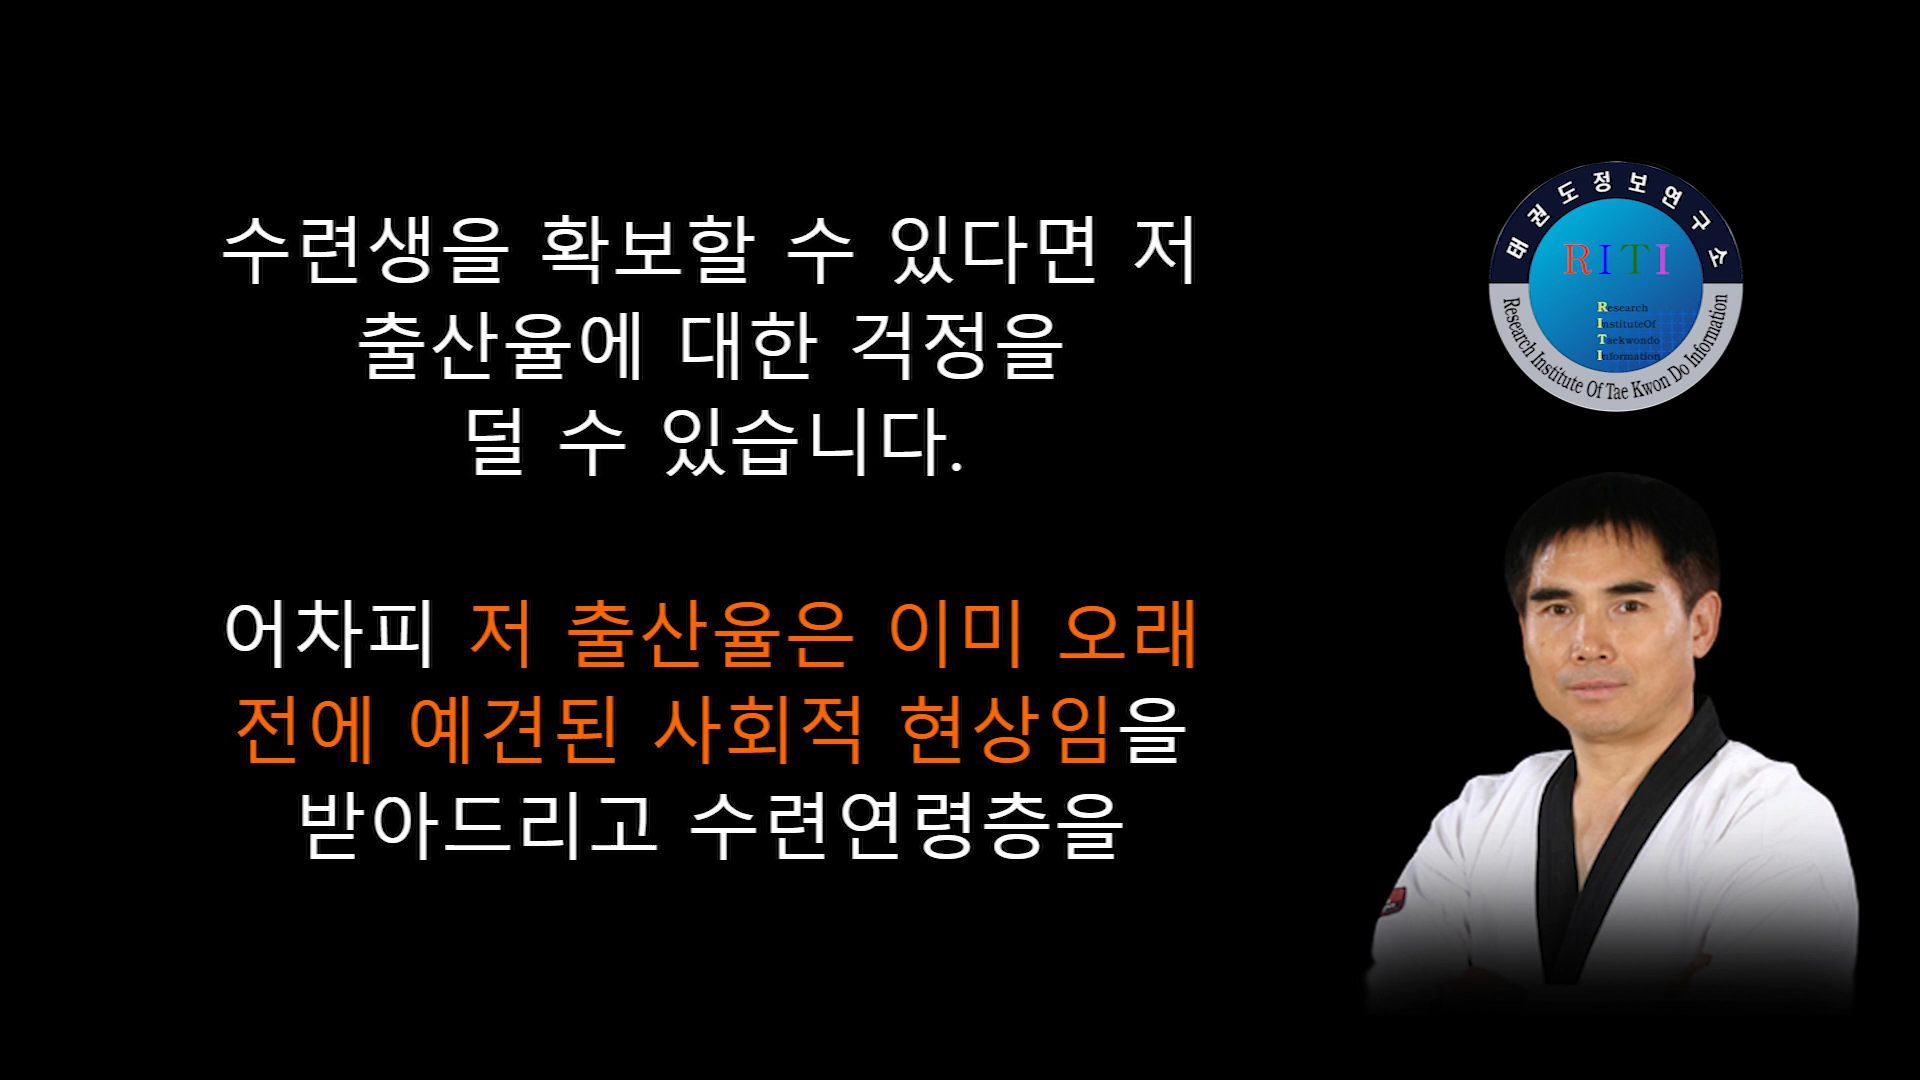 수련생을 확보할 수 있다면 저
출산율에 대한 걱정을
덜 수 있습니다.
어차피 저 출산율은 이미 오래
전에 예견된 사회적 현상임을
받아드리고 수련연령층을
태권도정보연구소
RITI
Research
InstituteOf
Taekwondo
Information
Research Institute Of Tae Kwon Do Information